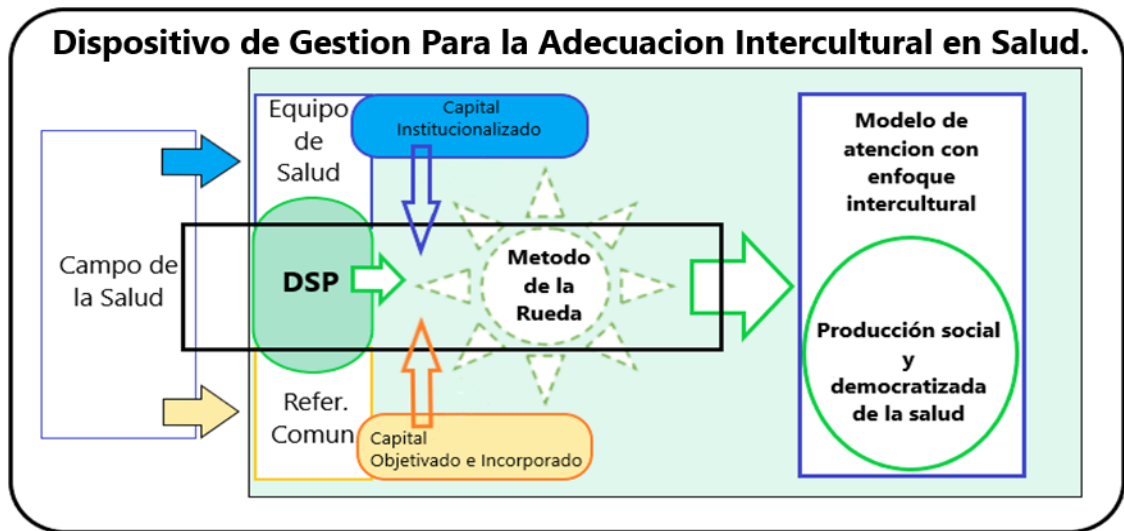 Dispositivo de Gestion Para la Adecuacion Intercultural en Salud.
Campo de
la Salud
Equipo
de
Salud
DSP
Refer.
Comun
Capital
Institucionalizado
Metodo
de la
Rueda
Capital
Objetivado e Incorporado
Modelo de
atencion con
enfoque
intercultural
Producción social
y
democratizada
de la salud